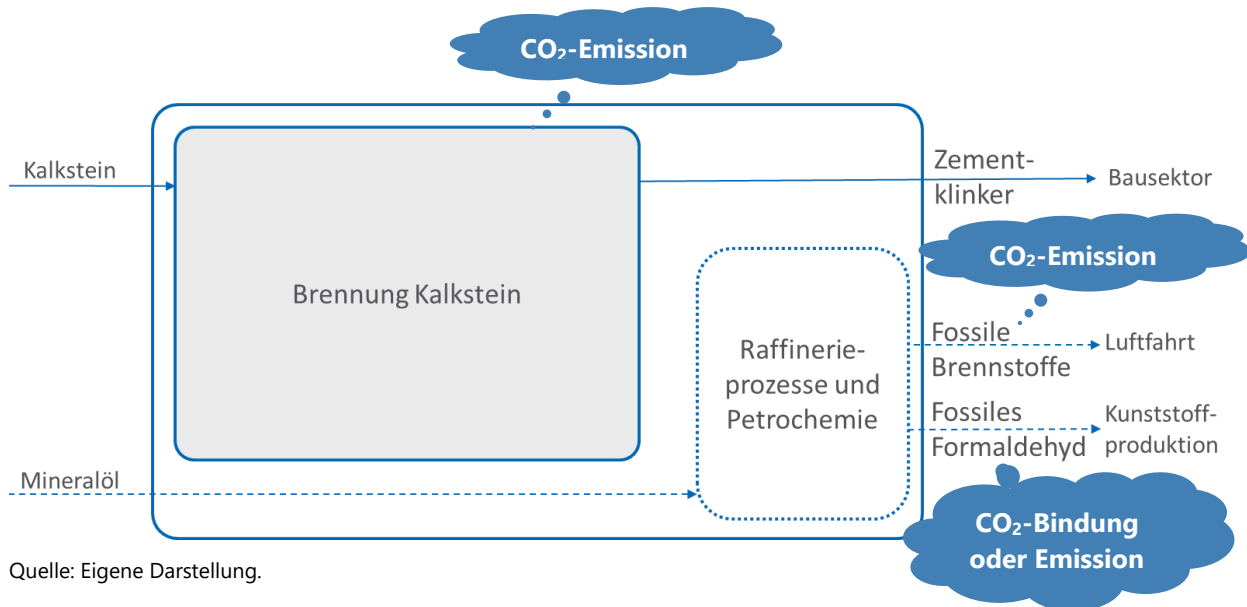 CO₂-Emission
Kalkstein
Zement-
klinker
Bausektor
CO₂-Emission
Brennung Kalkstein
Raffinerie-
prozesse und
Petrochemie
Fossile
Brennstoffe
Luftfahrt
Fossiles
Formaldehyd
Kunststoff-
produktion
Mineralöl
CO₂-Bindung
oder Emission
Quelle: Eigene Darstellung.